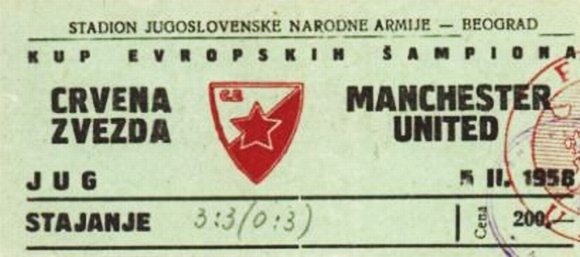 STADION JUGOSLOVENSKE NARODNE ARMIJE — BEOGRAD
KUP EVROPSKIH ŠAMPIONA
CRVENA ZVEZDA
C.Z.
MANCHESTER UNITED
JUG
5 II. 1958
STAJANJE
3:3 (0:3)
Cena
200,—